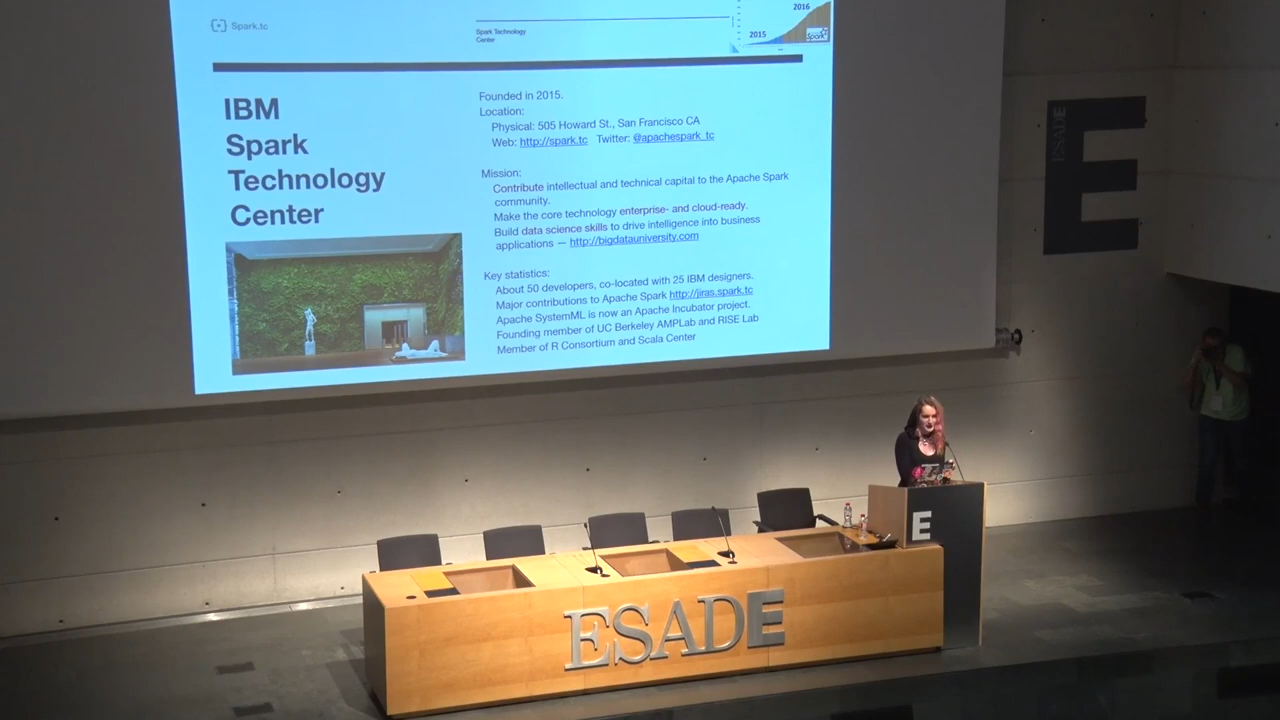 Spark.tc
Spark Technology
Center
2015
2016
Spark
IBM
Spark
Technology
Center
Founded in 2015.
Location:
Physical: 505 Howard St., San Francisco CA
Web: http://spark.tc Twitter: @apachespark_tc
Mission:
Contribute intellectual and technical capital to the Apache Spark
community.
Make the core technology enterprise- and cloud-ready.
Build data science skills to drive intelligence into business
applications — http://bigdatauniversity.com
Key statistics:
About 50 developers, co-located with 25 IBM designers.
Major contributions to Apache Spark http://jiras.spark.tc
Apache SystemML is now an Apache Incubator project.
Founding member of UC Berkeley AMPLab and RISE Lab
Member of R Consortium and Scala Center
ESADE
E
E
ESADE